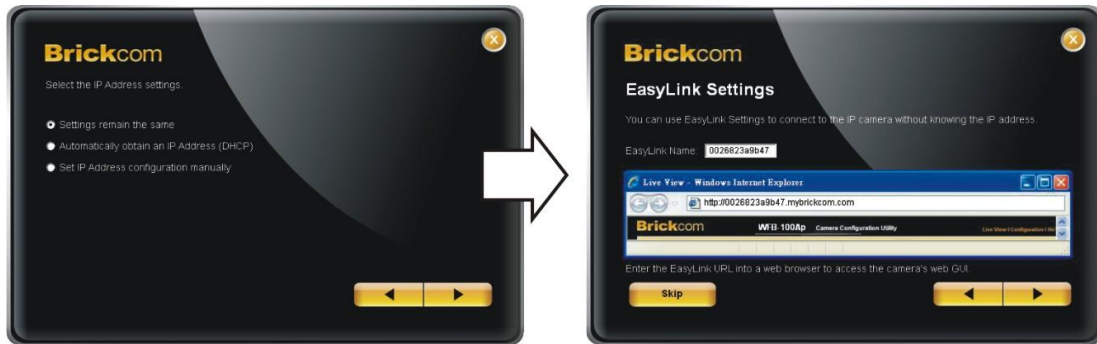 Brickcom
Select the IP Address settings.
Settings remain the same
Automatically obtain an IP Address (DHCP)
Set IP Address configuration manually
Brickcom
EasyLink Settings
You can use EasyLink Settings to connect to the IP camera without knowing the IP address.
EasyLink Name: 0026823a9b47
Live View - Windows Internet Explorer
http://0026823a9b47.mybrickcom.com
Brickcom WFB-100Ap Camera Configuration Utility Live View I Configuration I
Enter the EasyLink URL into a web browser to access the camera's web GUI.
Skip